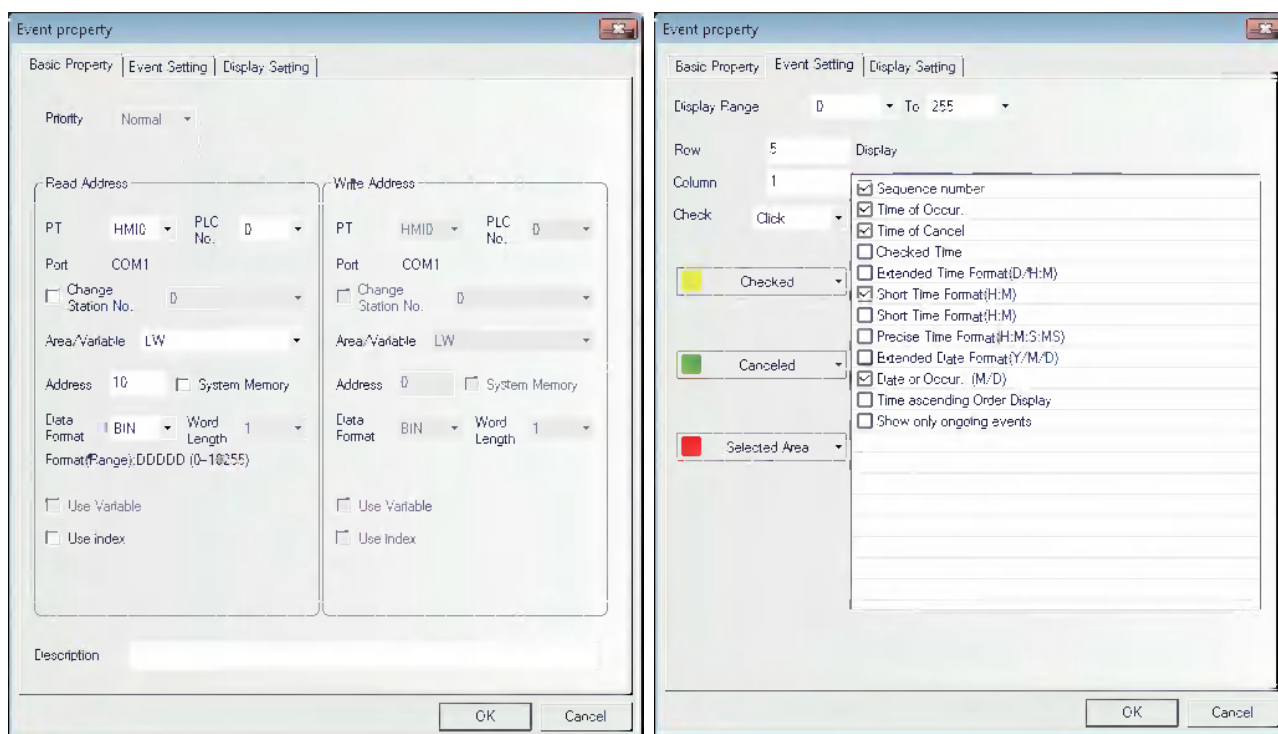 Event property
Basic Property Event Setting Display Setting
Priority Normal
Read Address
PT HMI0 PLC No. 0
Port COM1
Change Station No. 0
Area/Variable LW
Address 10 System Memory
Data Format BIN Word Length 1
Format(Range):DDDDD (0~10255)
Use Variable
Use index
Write Address
PT HMI0 PLC No. 0
Port COM1
Change Station No. 0
Area/Variable LW
Address 0 System Memory
Data Format BIN Word Length 1
Use Variable
Use Index
Description
OK Cancel
Event property
Basic Property Event Setting Display Setting
Display Range 0 To 255
Row 5 Display
Column 1
Check Click
Checked
Canceled
Selected Area
Sequence number
Time of Occur.
Time of Cancel
Checked Time
Extended Time Format(D/H:M)
Short Time Format(H:M)
Short Time Format(H:M)
Precise Time Format(H:M:S:MS)
Extended Date Format(Y/M/D)
Date or Occur. (M/D)
Time ascending Order Display
Show only ongoing events
OK Cancel